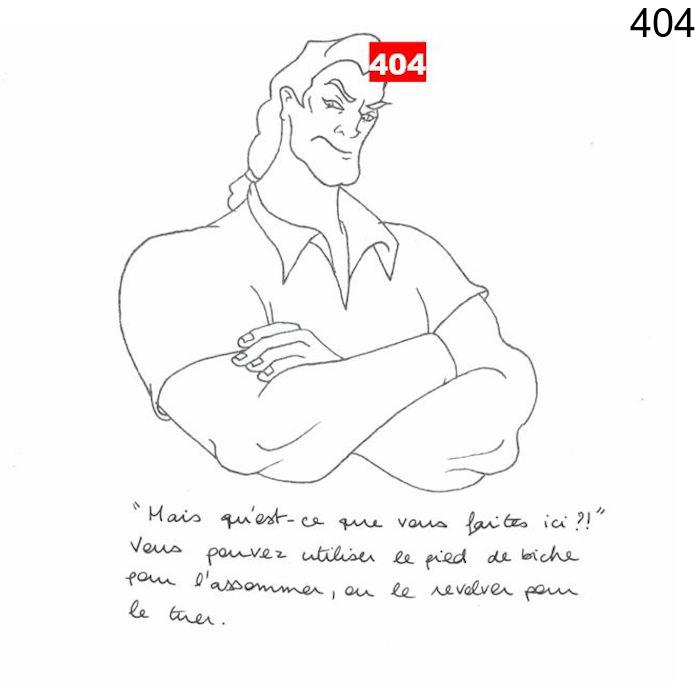 404
404
"Mais qu'est-ce que vous faites ici ?!"
Vous pouvez utiliser le pied de biche
pour l'assommer, ou le revolver pour
le tuer.